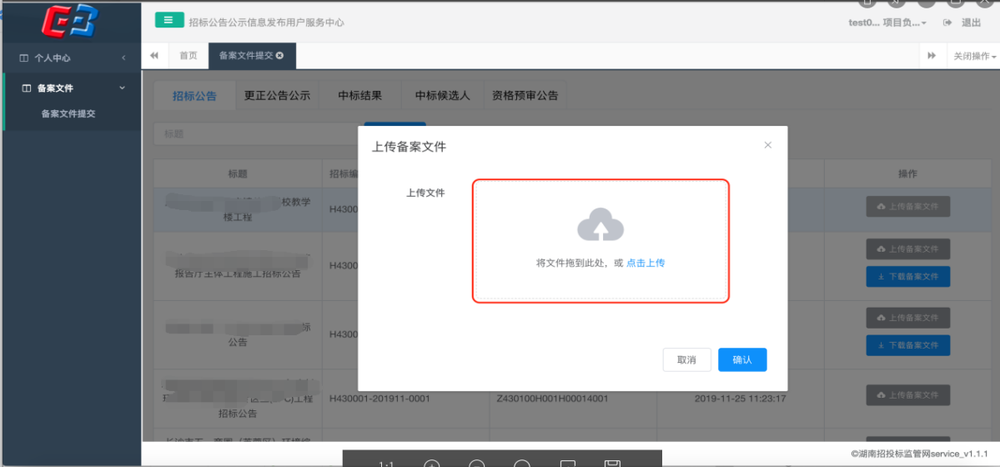 招标公告公示信息发布用户服务中心
test0... 项目负...
退出
个人中心
备案文件
备案文件提交
首页
备案文件提交
关闭操作
招标公告
更正公告公示
中标结果
中标候选人
资格预审公告
标题
标题
招标编
操作
校教学
楼工程
H4300
上传备案文件
报告厅主体工程施工招标公告
H4300
上传备案文件
下载备案文件
公告
H4300
上传备案文件
下载备案文件
C)工程
招标公告
H430001-201911-0001
Z430100H001H00014001
2019-11-25 11:23:17
上传备案文件
上传备案文件
上传文件
将文件拖到此处，或 点击上传
取消
确认
©湖南招投标监管网service_v1.1.1
1:1